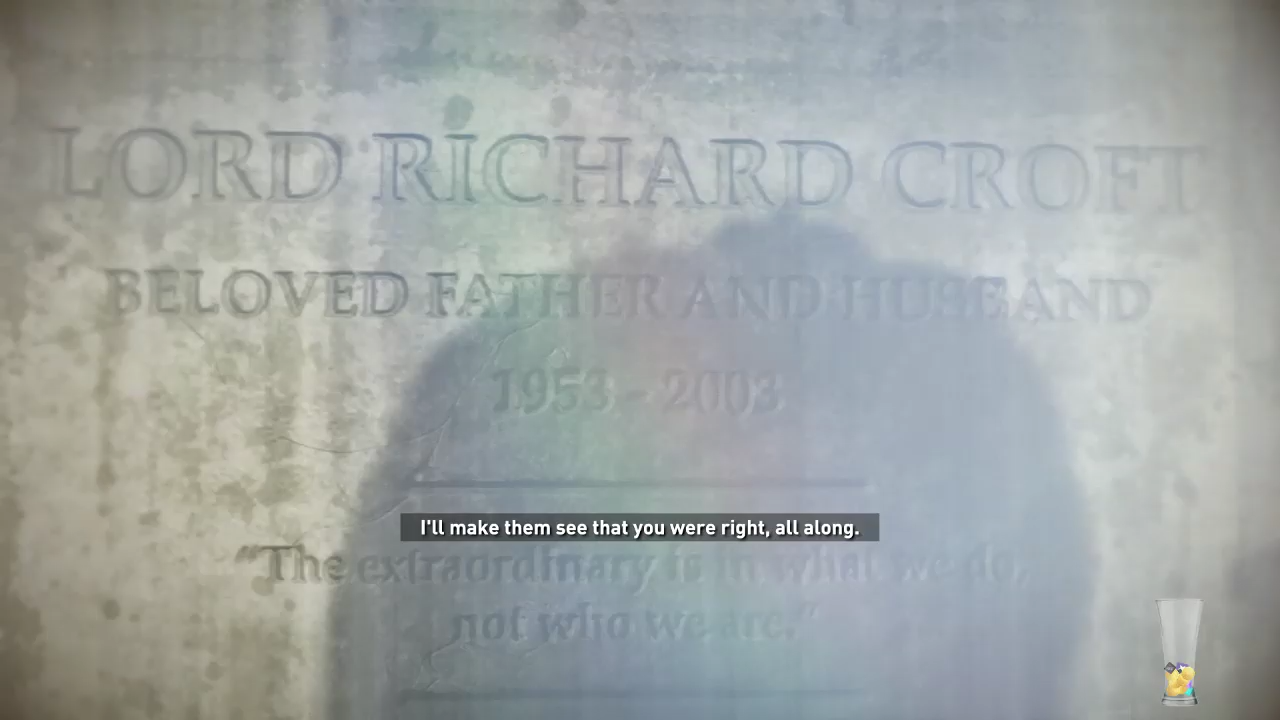 LORD RICHARD CROFT
BELOVED FATHER AND HUSBAND
1953 - 2003
I'll make them see that you were right, all along.
"The extraordinary is in what we do,
not who we are."